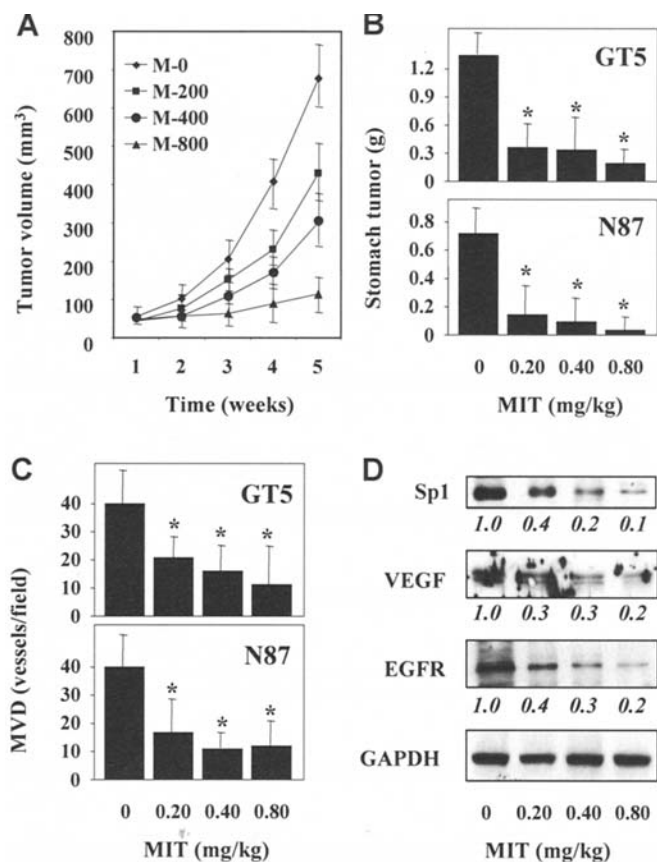 A
Tumor volume (mm³)
800
700
600
500
400
300
200
100
0
M-0
M-200
M-400
M-800
1 2 3 4 5
Time (weeks)
B
Stomach tumor (g)
1.2
0.9
0.6
0.3
0
GT5
* * *
0.8
0.6
0.4
0.2
0
N87
* * *
0 0.20 0.40 0.80
MIT (mg/kg)
C
MVD (vessels/field)
40
30
20
10
0
GT5
* * *
40
30
20
10
0
N87
* * *
0 0.20 0.40 0.80
MIT (mg/kg)
D
Sp1
1.0 0.4 0.2 0.1
VEGF
1.0 0.3 0.3 0.2
EGFR
1.0 0.4 0.3 0.2
GAPDH
0 0.20 0.40 0.80
MIT (mg/kg)